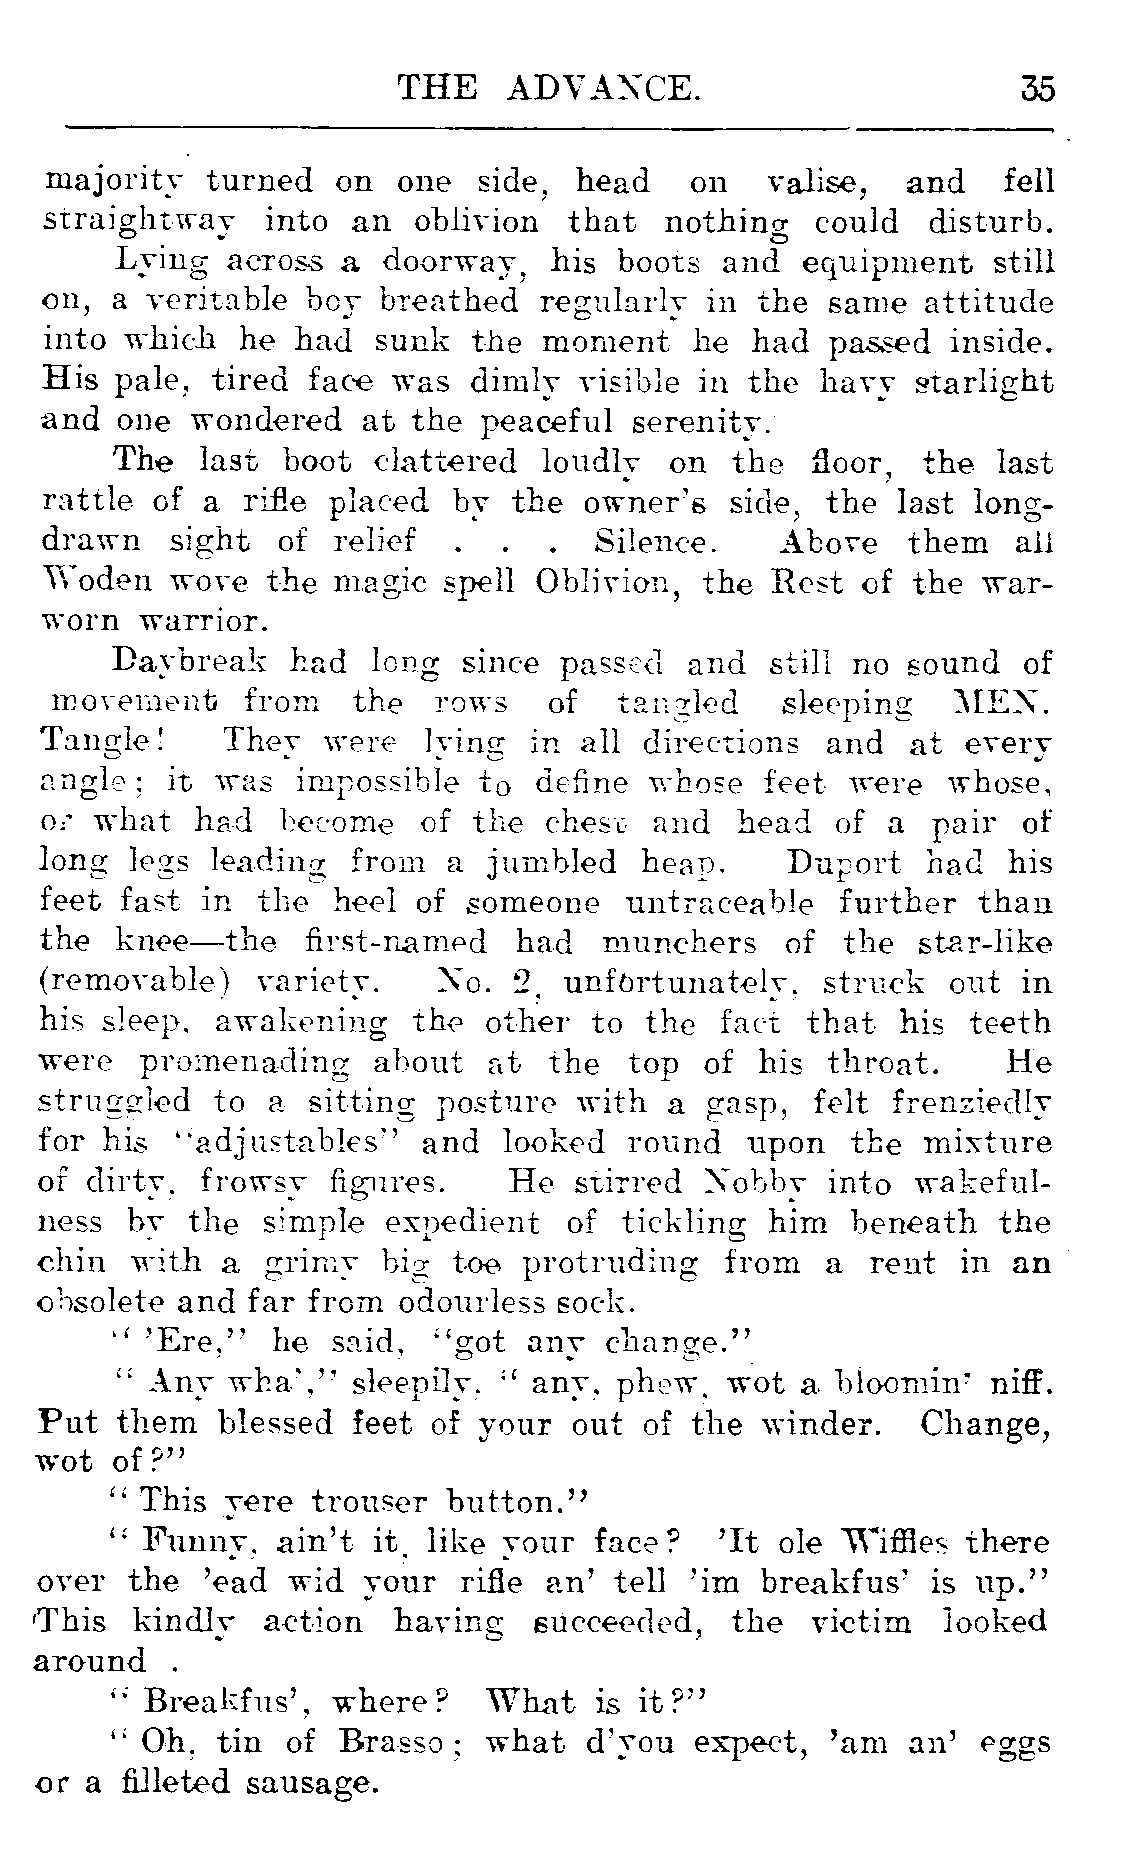 THE ADVANCE. 35
majority turned on one side, head on valise, and fell
straightway into an oblivion that nothing could disturb.
Lying across a doorway, his boots and equipment still
on, a veritable boy breathed regularly in the same attitude
into which he had sunk the moment he had passed inside.
His pale, tired face was dimly visible in the havy starlight
and one wondered at the peaceful serenity.
The last boot clattered loudly on the floor, the last
rattle of a rifle placed by the owner's side, the last long-
drawn sight of relief . . . Silence. Above them all
Woden wove the magic spell Oblivion, the Rest of the war-
worn warrior.
Daybreak had long since passed and still no sound of
movement from the rows of tangled sleeping MEN.
Tangle! They were lying in all directions and at every
angle; it was impossible to define whose feet were whose,
or what had become of the chest and head of a pair of
long legs leading from a jumbled heap. Duport had his
feet fast in the heel of someone untraceable further than
the knee—the first-named had munchers of the star-like
(removable) variety. No. 2, unfortunately, struck out in
his sleep, awakening the other to the fact that his teeth
were promenading about at the top of his throat. He
struggled to a sitting posture with a gasp, felt frenziedly
for his "adjustables" and looked round upon the mixture
of dirty, frowsy figures. He stirred Nobby into wakeful-
ness by the simple expedient of tickling him beneath the
chin with a grimy big toe protruding from a rent in an
obsolete and far from odourless sock.
" 'Ere," he said, "got any change."
" Any wha'," sleepily, " any, phew, wot a bloomin' niff.
Put them blessed feet of your out of the winder. Change,
wot of?"
" This yere trouser button."
" Funny, ain't it, like your face? 'It ole Wiffles there
over the 'ead wid your rifle an' tell 'im breakfus' is up."
This kindly action having succeeded, the victim looked
around .
" Breakfus', where? What is it?"
" Oh, tin of Brasso; what d'you expect, 'am an' eggs
or a filleted sausage.